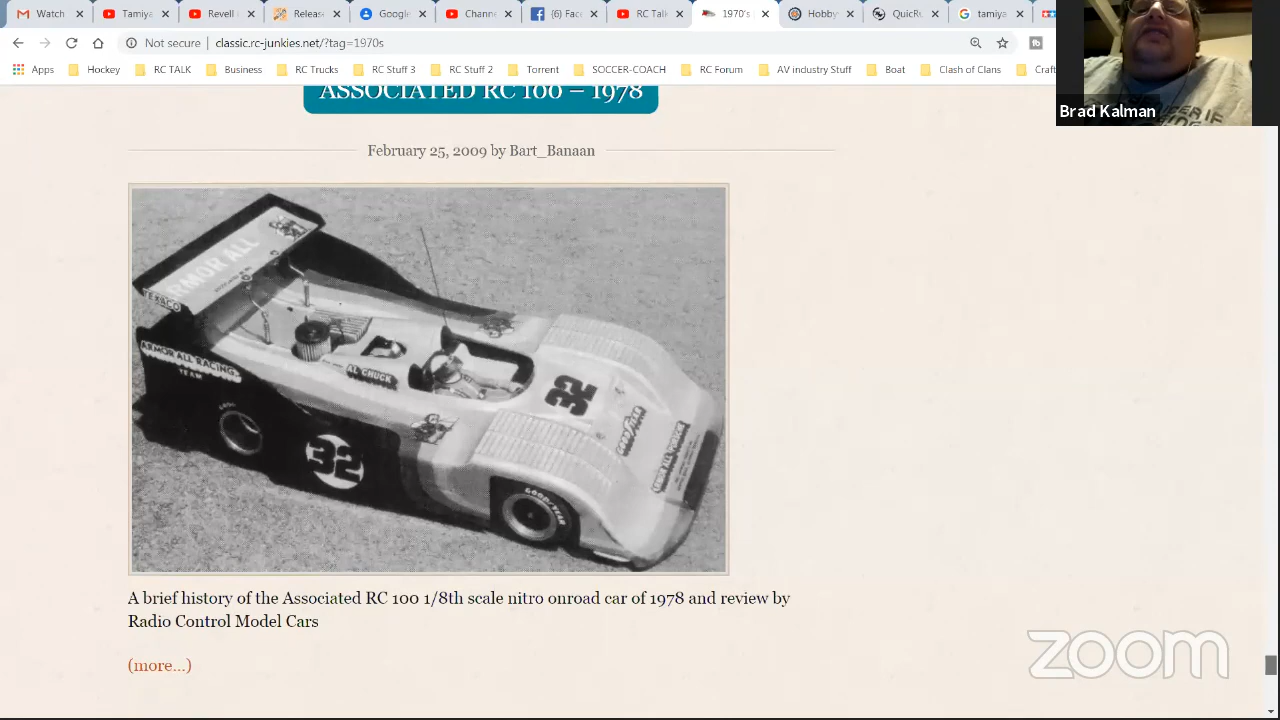 Watch
Tamiya
Revell
Release
Google
Channe
(6) Face
RC Talk
1970's
Hobby
QuicRu
tamiya
Not secure
classic.rc-junkies.net/?tag=1970s
Apps
Hockey
RC TALK
Business
RC Trucks
RC Stuff 3
RC Stuff 2
Torrent
SOCCER-COACH
RC Forum
AV Industry Stuff
Boat
Clash of Clans
Craft
Brad Kalman
ASSOCIATED RC 100 – 1978
February 25, 2009 by Bart_Banaan
ARMOR ALL
TEXACO
ARMOR ALL RACING
TEAM
AL CHUCK
32
32
GOODYEAR
GOODYEAR
A brief history of the Associated RC 100 1/8th scale nitro onroad car of 1978 and review by
Radio Control Model Cars
(more…)
zoom